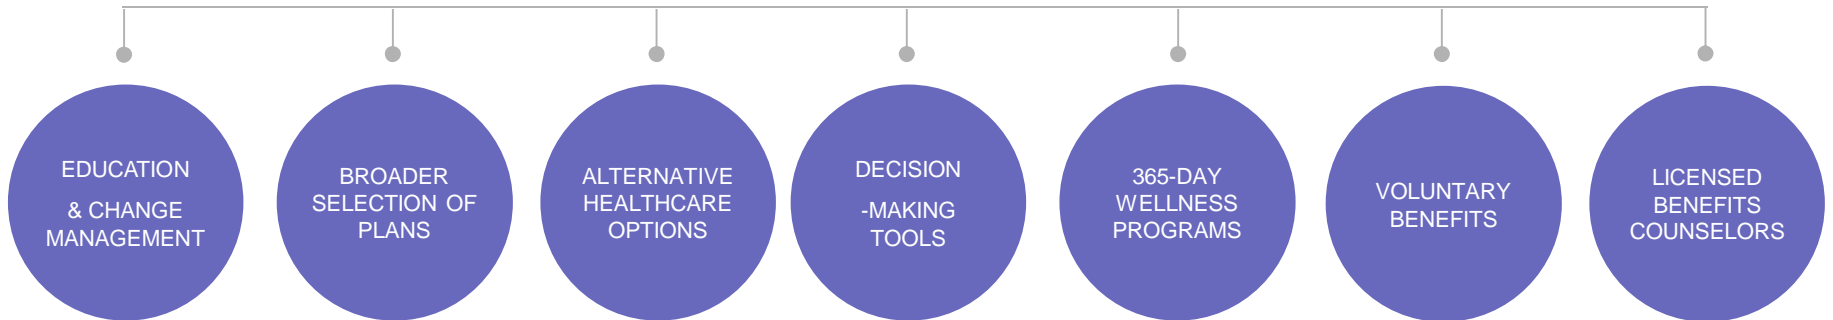 EDUCATION
& CHANGE
MANAGEMENT
BROADER
SELECTION OF
PLANS
ALTERNATIVE
HEALTHCARE
OPTIONS
DECISION
-MAKING
TOOLS
365-DAY
WELLNESS
PROGRAMS
VOLUNTARY
BENEFITS
LICENSED
BENEFITS
COUNSELORS